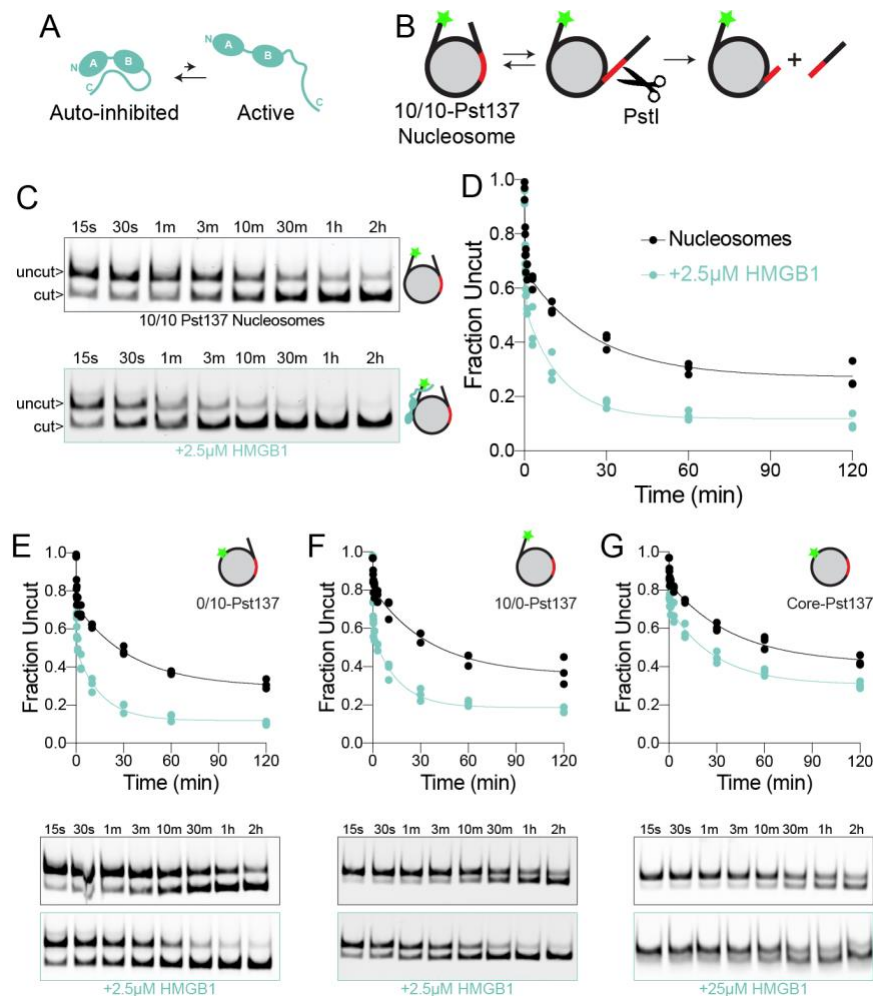 A
N A B C
Auto-inhibited
N A B C
Active
B
10/10-Pst137
Nucleosome
PstI
+
C
15s 30s 1m 3m 10m 30m 1h 2h
uncut>
cut>
10/10 Pst137 Nucleosomes
15s 30s 1m 3m 10m 30m 1h 2h
uncut>
cut>
+2.5µM HMGB1
D
Nucleosomes
+2.5µM HMGB1
Fraction Uncut
1.0
0.8
0.6
0.4
0.2
0.0
0 30 60 90 120
Time (min)
E
0/10-Pst137
Fraction Uncut
1.0
0.8
0.6
0.4
0.2
0.0
0 30 60 90 120
Time (min)
15s 30s 1m 3m 10m 30m 1h 2h
+2.5µM HMGB1
F
10/0-Pst137
Fraction Uncut
1.0
0.8
0.6
0.4
0.2
0.0
0 30 60 90 120
Time (min)
15s 30s 1m 3m 10m 30m 1h 2h
+2.5µM HMGB1
G
Core-Pst137
Fraction Uncut
1.0
0.8
0.6
0.4
0.2
0.0
0 30 60 90 120
Time (min)
15s 30s 1m 3m 10m 30m 1h 2h
+25µM HMGB1